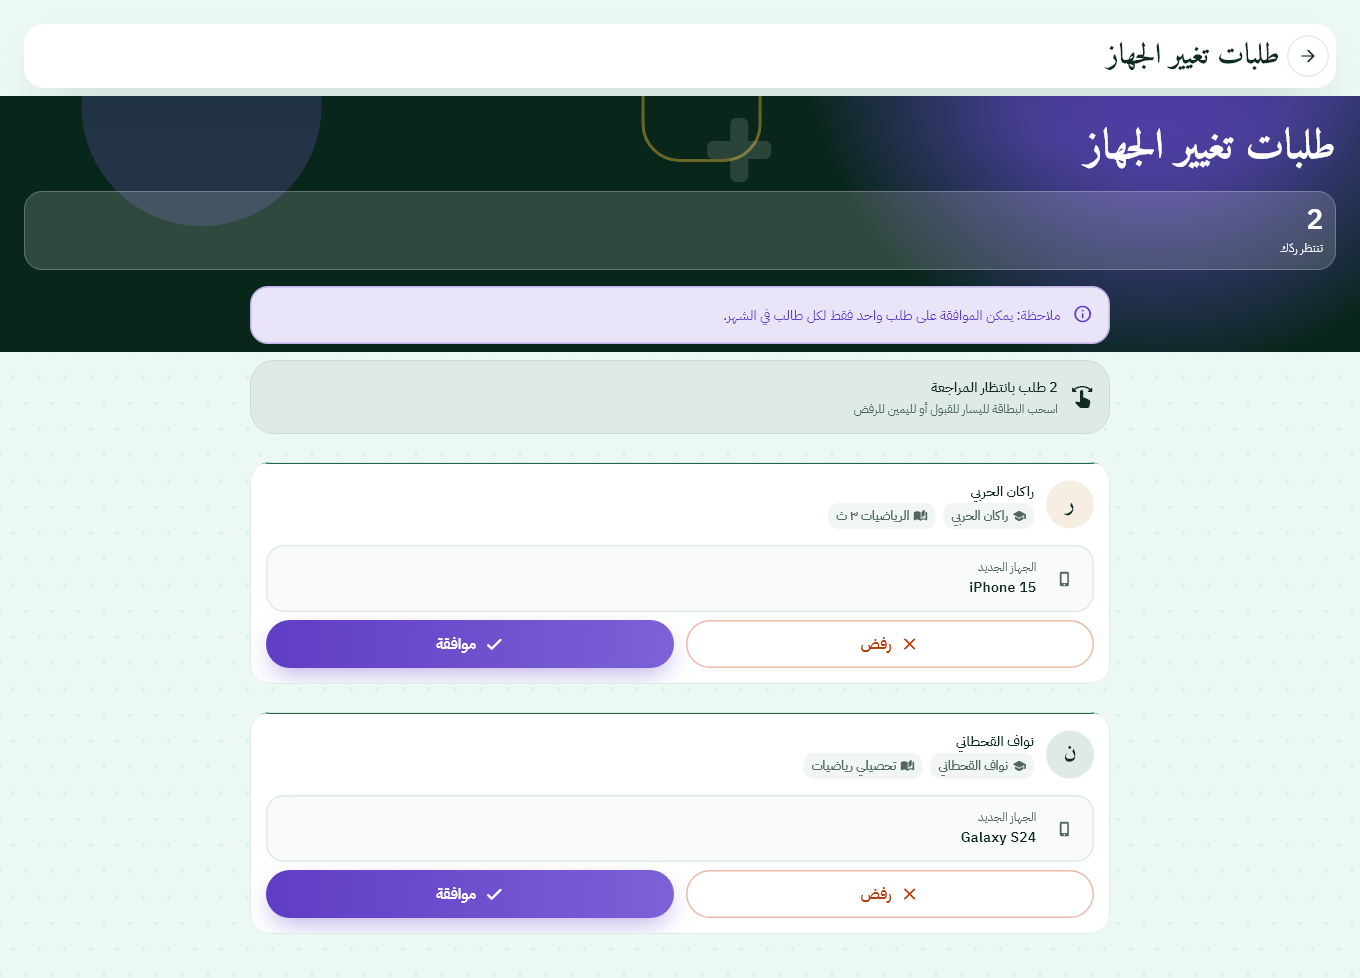 طلبات تغيير الجهاز
طلبات تغيير الجهاز
2
تنتظر ردّك
ملاحظة: يمكن الموافقة على طلب واحد فقط لكل طالب في الشهر.
2 طلب بانتظار المراجعة
اسحب البطاقة لليسار للقبول أو لليمين للرفض
ر
راكان الحربي
راكان الحربي
الرياضيات ٣ ث
الجهاز الجديد
iPhone 15
رفض
موافقة
ن
نواف القحطاني
نواف القحطاني
تحصيلي رياضيات
الجهاز الجديد
Galaxy S24
رفض
موافقة